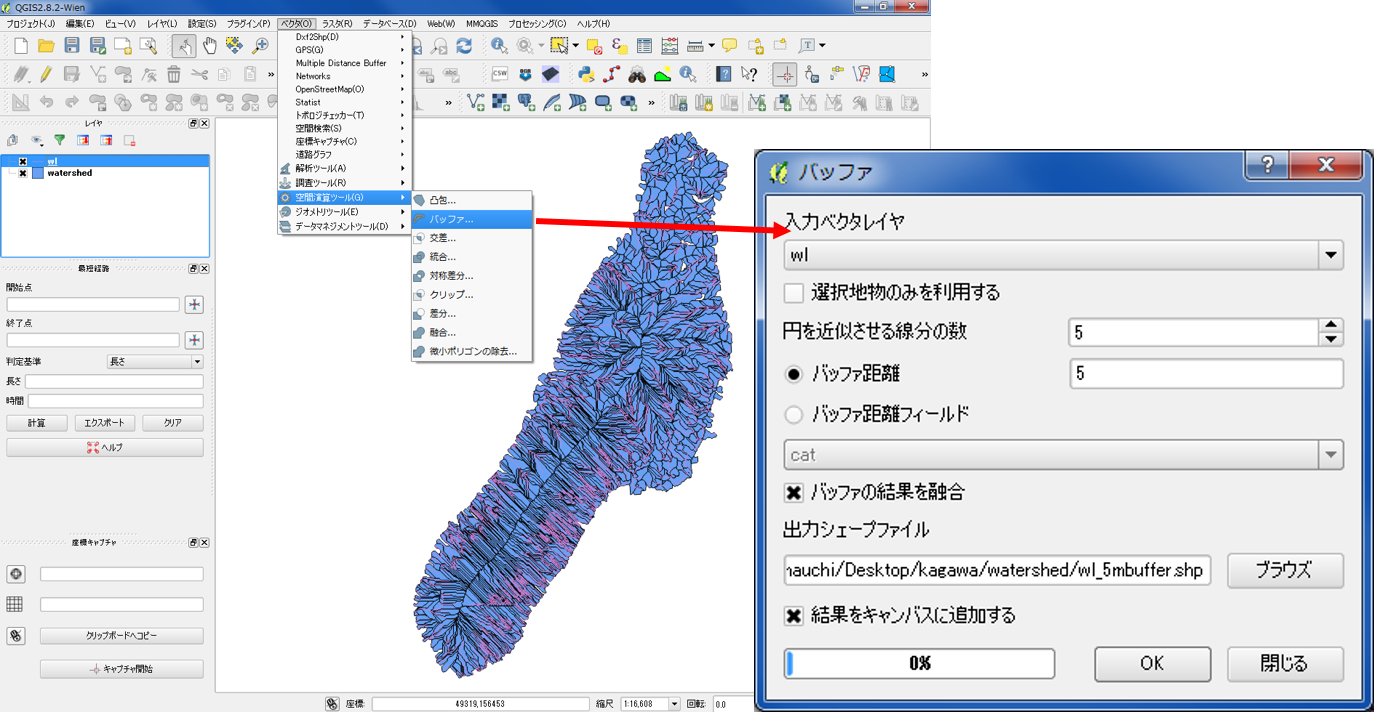 QGIS2.8.2-Wien
プロジェクト(J) 編集(E) ビュー(V) レイヤ(L) 設定(S) プラグイン(P) ベクタ(O) ラスタ(R) データベース(D) Web(W) MMQGIS プロセッシング(C) ヘルプ(H)
Dxf2Shp(D)
GPS(G)
Multiple Distance Buffer
Networks
OpenStreetMap(O)
Statist
トポロジチェッカー(T)
空間検索(S)
座標キャプチャ(C)
道路グラフ
解析ツール(A)
調査ツール(R)
空間演算ツール(G)
ジオメトリツール(E)
データマネジメントツール(D)
凸包...
バッファ...
交差...
統合...
対称差分...
クリップ...
差分...
融合...
微小ポリゴンの除去...
CSW
レイヤ
wl
watershed
最短経路
開始点
終了点
判定基準 長さ
長さ
時間
計算 エクスポート クリア
ヘルプ
座標キャプチャ
クリップボードへコピー
キャプチャ開始
座標: 49319,156453 縮尺 1:16,608 回転: 0.0
バッファ
入力ベクタレイヤ
wl
選択地物のみを利用する
円を近似させる線分の数 5
バッファ距離 5
バッファ距離フィールド
cat
バッファの結果を融合
出力シェープファイル
nauchi/Desktop/kagawa/watershed/wl_5mbuffer.shp ブラウズ
結果をキャンバスに追加する
0% OK 閉じる